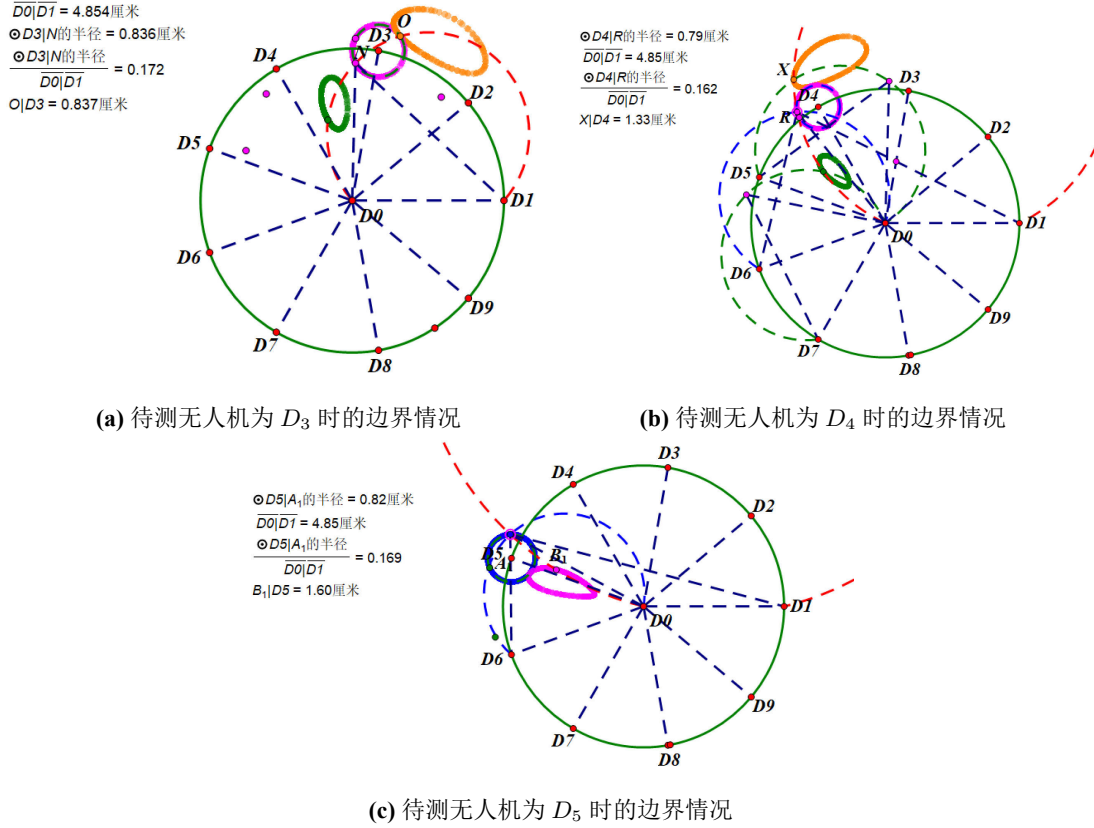 D0|D1 = 4.854厘米
⊙D3|N的半径 = 0.836厘米
⊙D3|N的半径
D0|D1
= 0.172
O|D3 = 0.837厘米
O
D3
N
D4
D2
D5
D0
D1
D6
D9
D7
D8
(a) 待测无人机为 D3 时的边界情况
⊙D4|R的半径 = 0.79厘米
D0|D1 = 4.85厘米
⊙D4|R的半径
D0|D1
= 0.162
X|D4 = 1.33厘米
X
D3
D4
R
D2
D5
D0
D1
D6
D9
D7
D8
(b) 待测无人机为 D4 时的边界情况
⊙D5|A1的半径 = 0.82厘米
D0|D1 = 4.85厘米
⊙D5|A1的半径
D0|D1
= 0.169
B1|D5 = 1.60厘米
D3
D4
D2
D5
B1
A1
D0
D1
D6
D9
D7
D8
(c) 待测无人机为 D5 时的边界情况